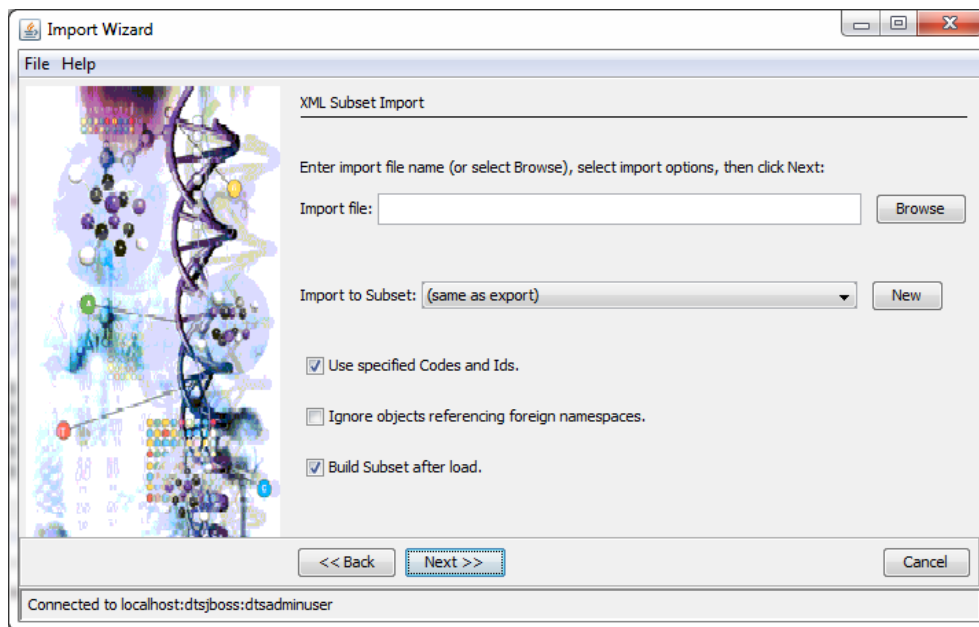 Import Wizard
File Help
XML Subset Import
Enter import file name (or select Browse), select import options, then click Next:
Import file:
Browse
Import to Subset: (same as export)
New
Use specified Codes and Ids.
Ignore objects referencing foreign namespaces.
Build Subset after load.
<< Back
Next >>
Cancel
Connected to localhost:dtsjboss:dtsadminuser